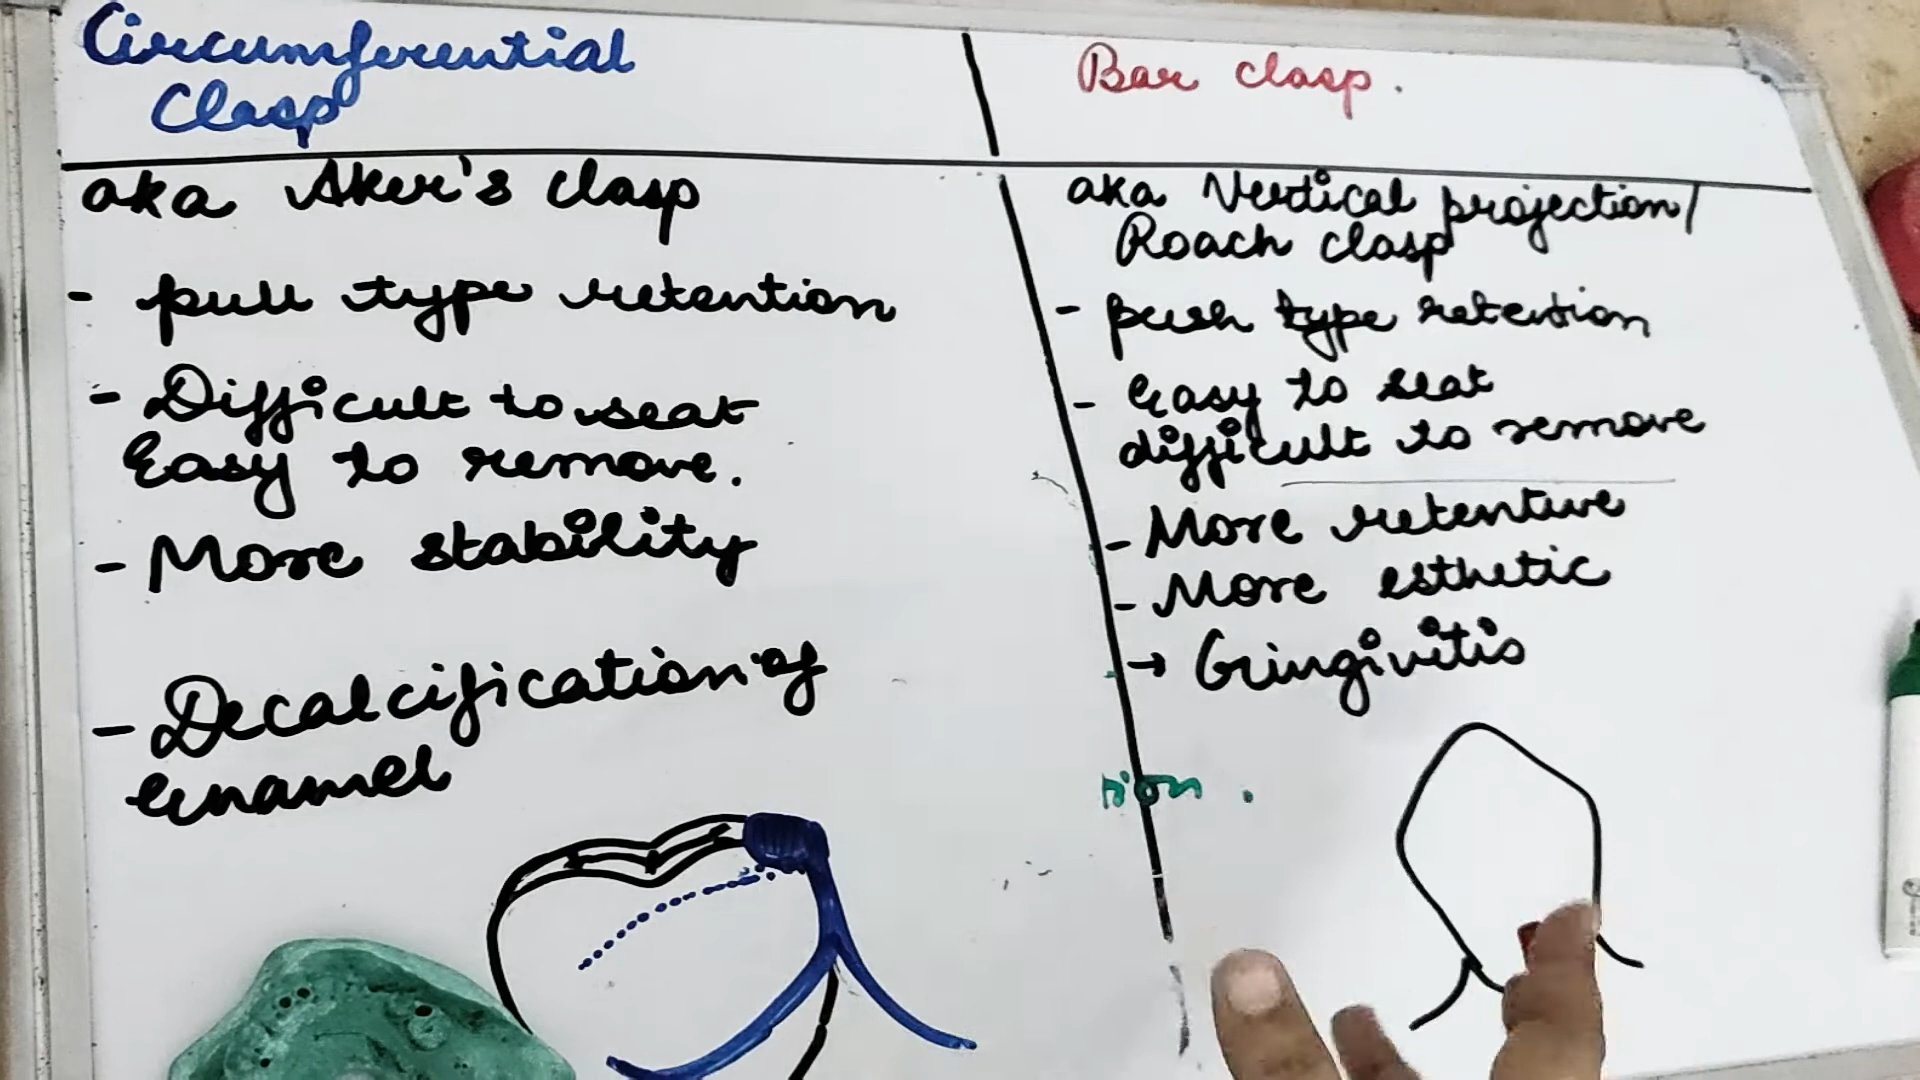 Circumferential
Clasp
aka Aker's clasp
- pull type retention
- Difficult to seat
Easy to remove.
- More stability
- Decalcification of
enamel
Bar clasp.
aka Vertical projection/
Roach clasp
- push type retention
- Easy to seat
difficult to remove
- More retentive
- More esthetic
→ Gingivitis
tion.